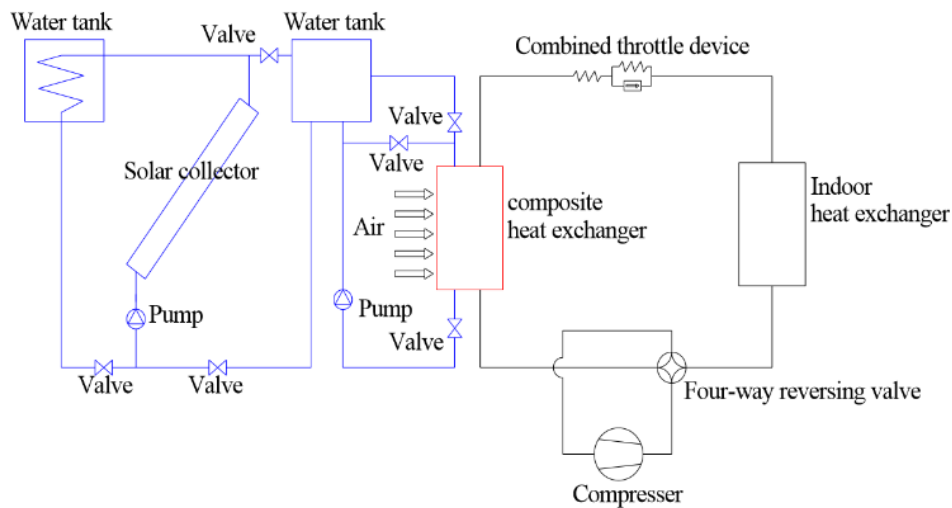 Water tank
Water tank
Valve
Combined throttle device
Valve
Valve
Solar collector
Air
composite
heat exchanger
Indoor
heat exchanger
Pump
Pump
Valve
Valve
Valve
Four-way reversing valve
Compresser